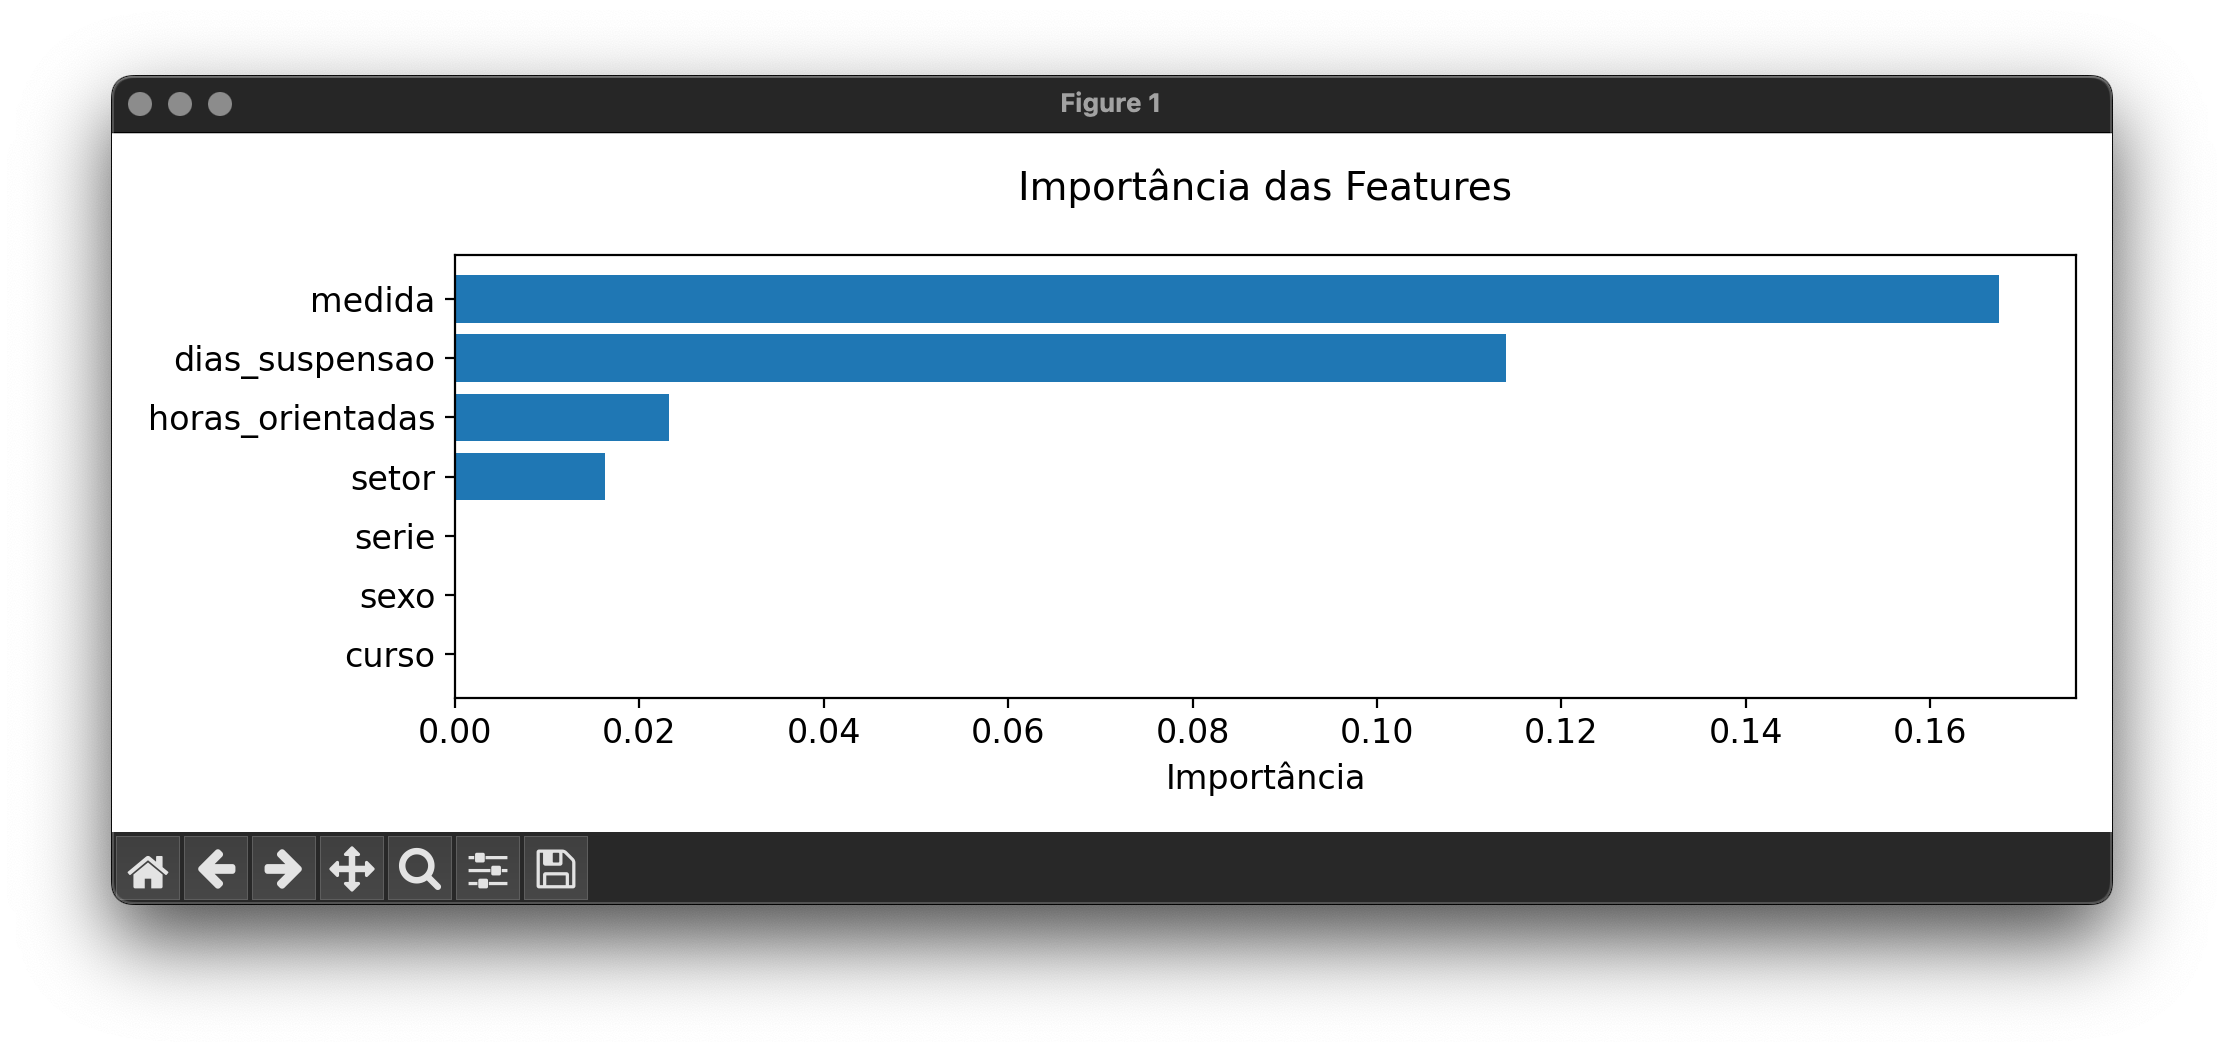 Figure 1
Importância das Features
medida
dias_suspensao
horas_orientadas
setor
serie
sexo
curso
0.00 0.02 0.04 0.06 0.08 0.10 0.12 0.14 0.16
Importância